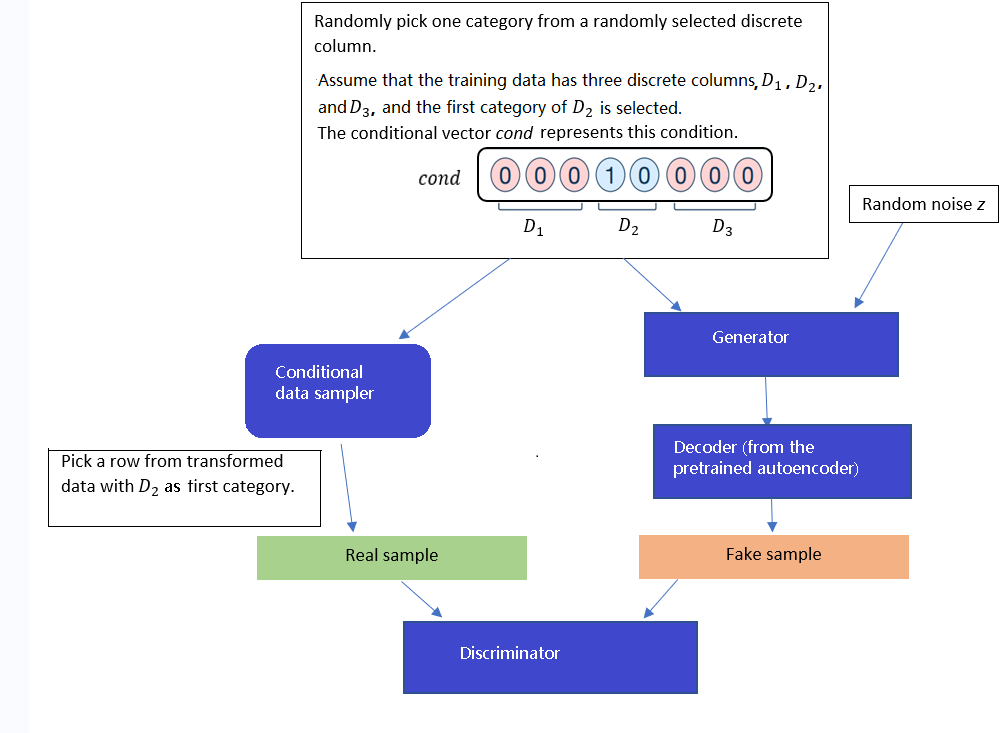 Randomly pick one category from a randomly selected discrete
column.
Assume that the training data has three discrete columns, D₁, D₂,
and D₃, and the first category of D₂ is selected.
The conditional vector cond represents this condition.
cond 0 0 0 1 0 0 0 0
D₁ D₂ D₃
Random noise z
Generator
Conditional
data sampler
Decoder (from the
pretrained autoencoder)
Pick a row from transformed
data with D₂ as first category.
Real sample
Fake sample
Discriminator